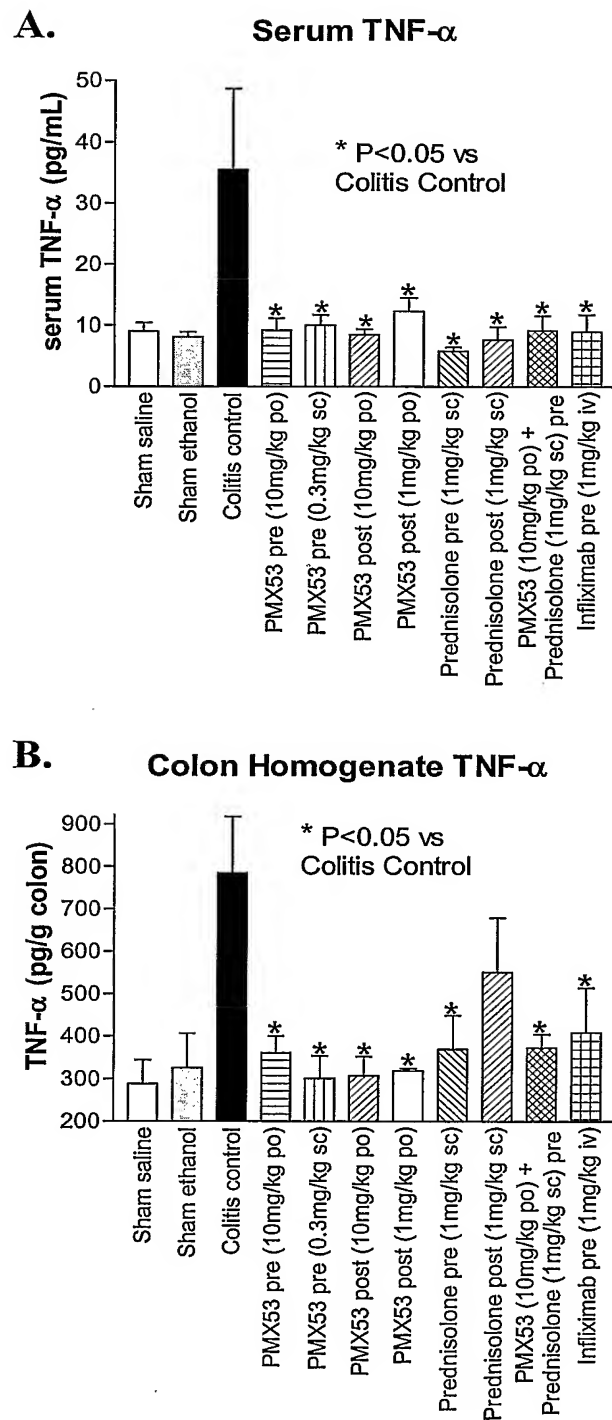 A.
Serum TNF-α
serum TNF-α (pg/mL)
50
40
30
20
10
0
* P<0.05 vs
Colitis Control
* * * * * * * *
Sham saline
Sham ethanol
Colitis control
PMX53 pre (10mg/kg po)
PMX53 pre (0.3mg/kg sc)
PMX53 post (10mg/kg po)
PMX53 post (1mg/kg po)
Prednisolone pre (1mg/kg sc)
Prednisolone post (1mg/kg sc)
PMX53 (10mg/kg po) +
Prednisolone (1mg/kg sc) pre
Infliximab pre (1mg/kg iv)
B.
Colon Homogenate TNF-α
TNF-α (pg/g colon)
900
800
700
600
500
400
300
200
* P<0.05 vs
Colitis Control
* * * * * * *
Sham saline
Sham ethanol
Colitis control
PMX53 pre (10mg/kg po)
PMX53 pre (0.3mg/kg sc)
PMX53 post (10mg/kg po)
PMX53 post (1mg/kg po)
Prednisolone pre (1mg/kg sc)
Prednisolone post (1mg/kg sc)
PMX53 (10mg/kg po) +
Prednisolone (1mg/kg sc) pre
Infliximab pre (1mg/kg iv)